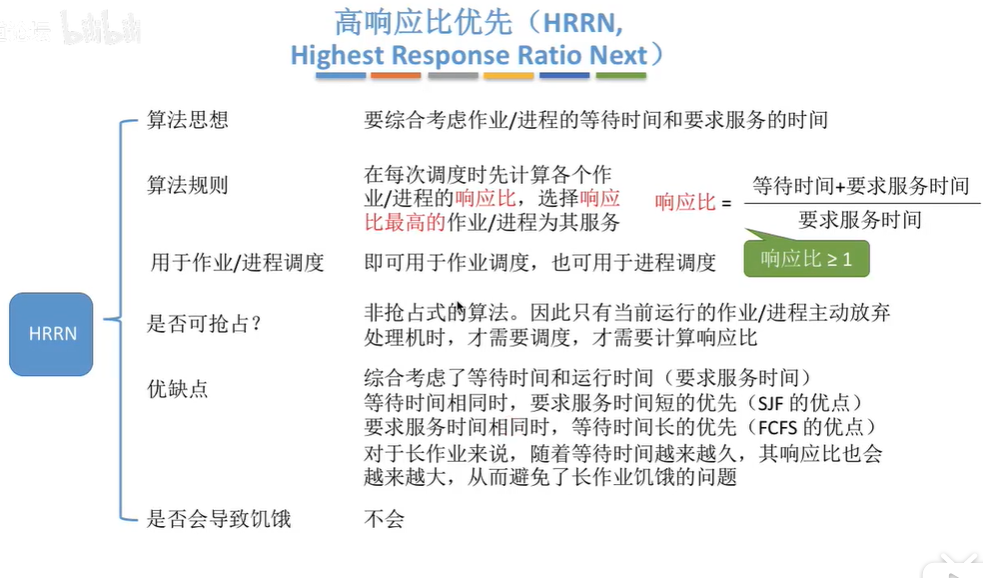 bilibili
高响应比优先（HRRN,
Highest Response Ratio Next）
算法思想
要综合考虑作业/进程的等待时间和要求服务的时间
算法规则
在每次调度时先计算各个作
业/进程的响应比，选择响应
比最高的作业/进程为其服务
响应比 =
等待时间+要求服务时间
要求服务时间
响应比 ≥ 1
用于作业/进程调度
即可用于作业调度，也可用于进程调度
HRRN
是否可抢占？
非抢占式的算法。因此只有当前运行的作业/进程主动放弃
处理机时，才需要调度，才需要计算响应比
优缺点
综合考虑了等待时间和运行时间（要求服务时间）
等待时间相同时，要求服务时间短的优先（SJF 的优点）
要求服务时间相同时，等待时间长的优先（FCFS 的优点）
对于长作业来说，随着等待时间越来越久，其响应比也会
越来越大，从而避免了长作业饥饿的问题
是否会导致饥饿
不会